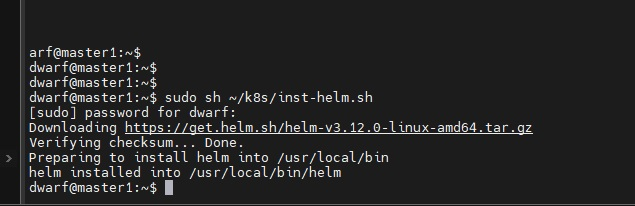 arf@master1:~$
dwarf@master1:~$
dwarf@master1:~$
dwarf@master1:~$ sudo sh ~/k8s/inst-helm.sh
[sudo] password for dwarf:
Downloading https://get.helm.sh/helm-v3.12.0-linux-amd64.tar.gz
Verifying checksum... Done.
Preparing to install helm into /usr/local/bin
helm installed into /usr/local/bin/helm
dwarf@master1:~$